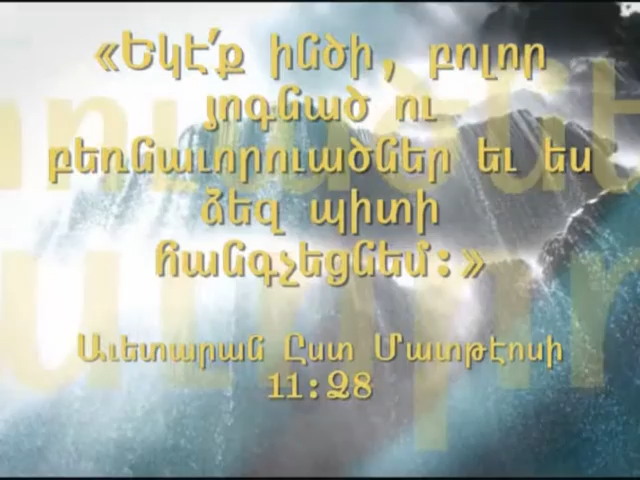 «Եկէ՛ք ինծի, բոլոր
յոգնած ու
բեռնաւորուածներ եւ ես
ձեզ պիտի
հանգչեցնեմ:»
Աւետարան Ըստ Մատթէոսի
11:28